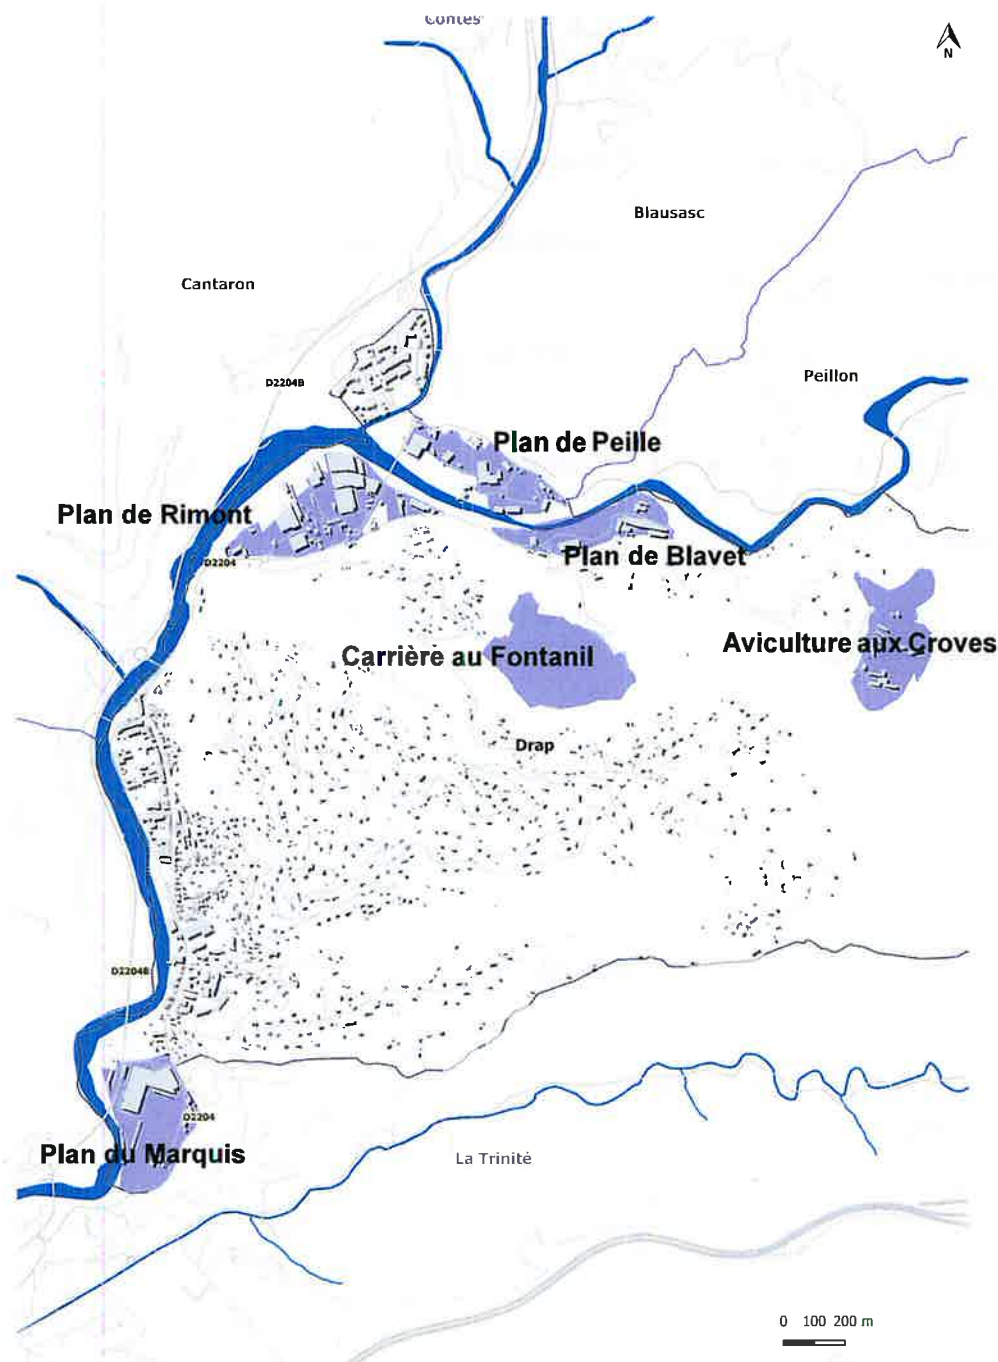 Contes
N
Blausasc
Cantaron
Peillon
D2204B
Plan de Peille
Plan de Rimont
Plan de Blavet
D2204
Aviculture aux Groves
Carrière au Fontanil
Drap
D2204B
D2204
Plan du Marquis
La Trinité
0 100 200 m